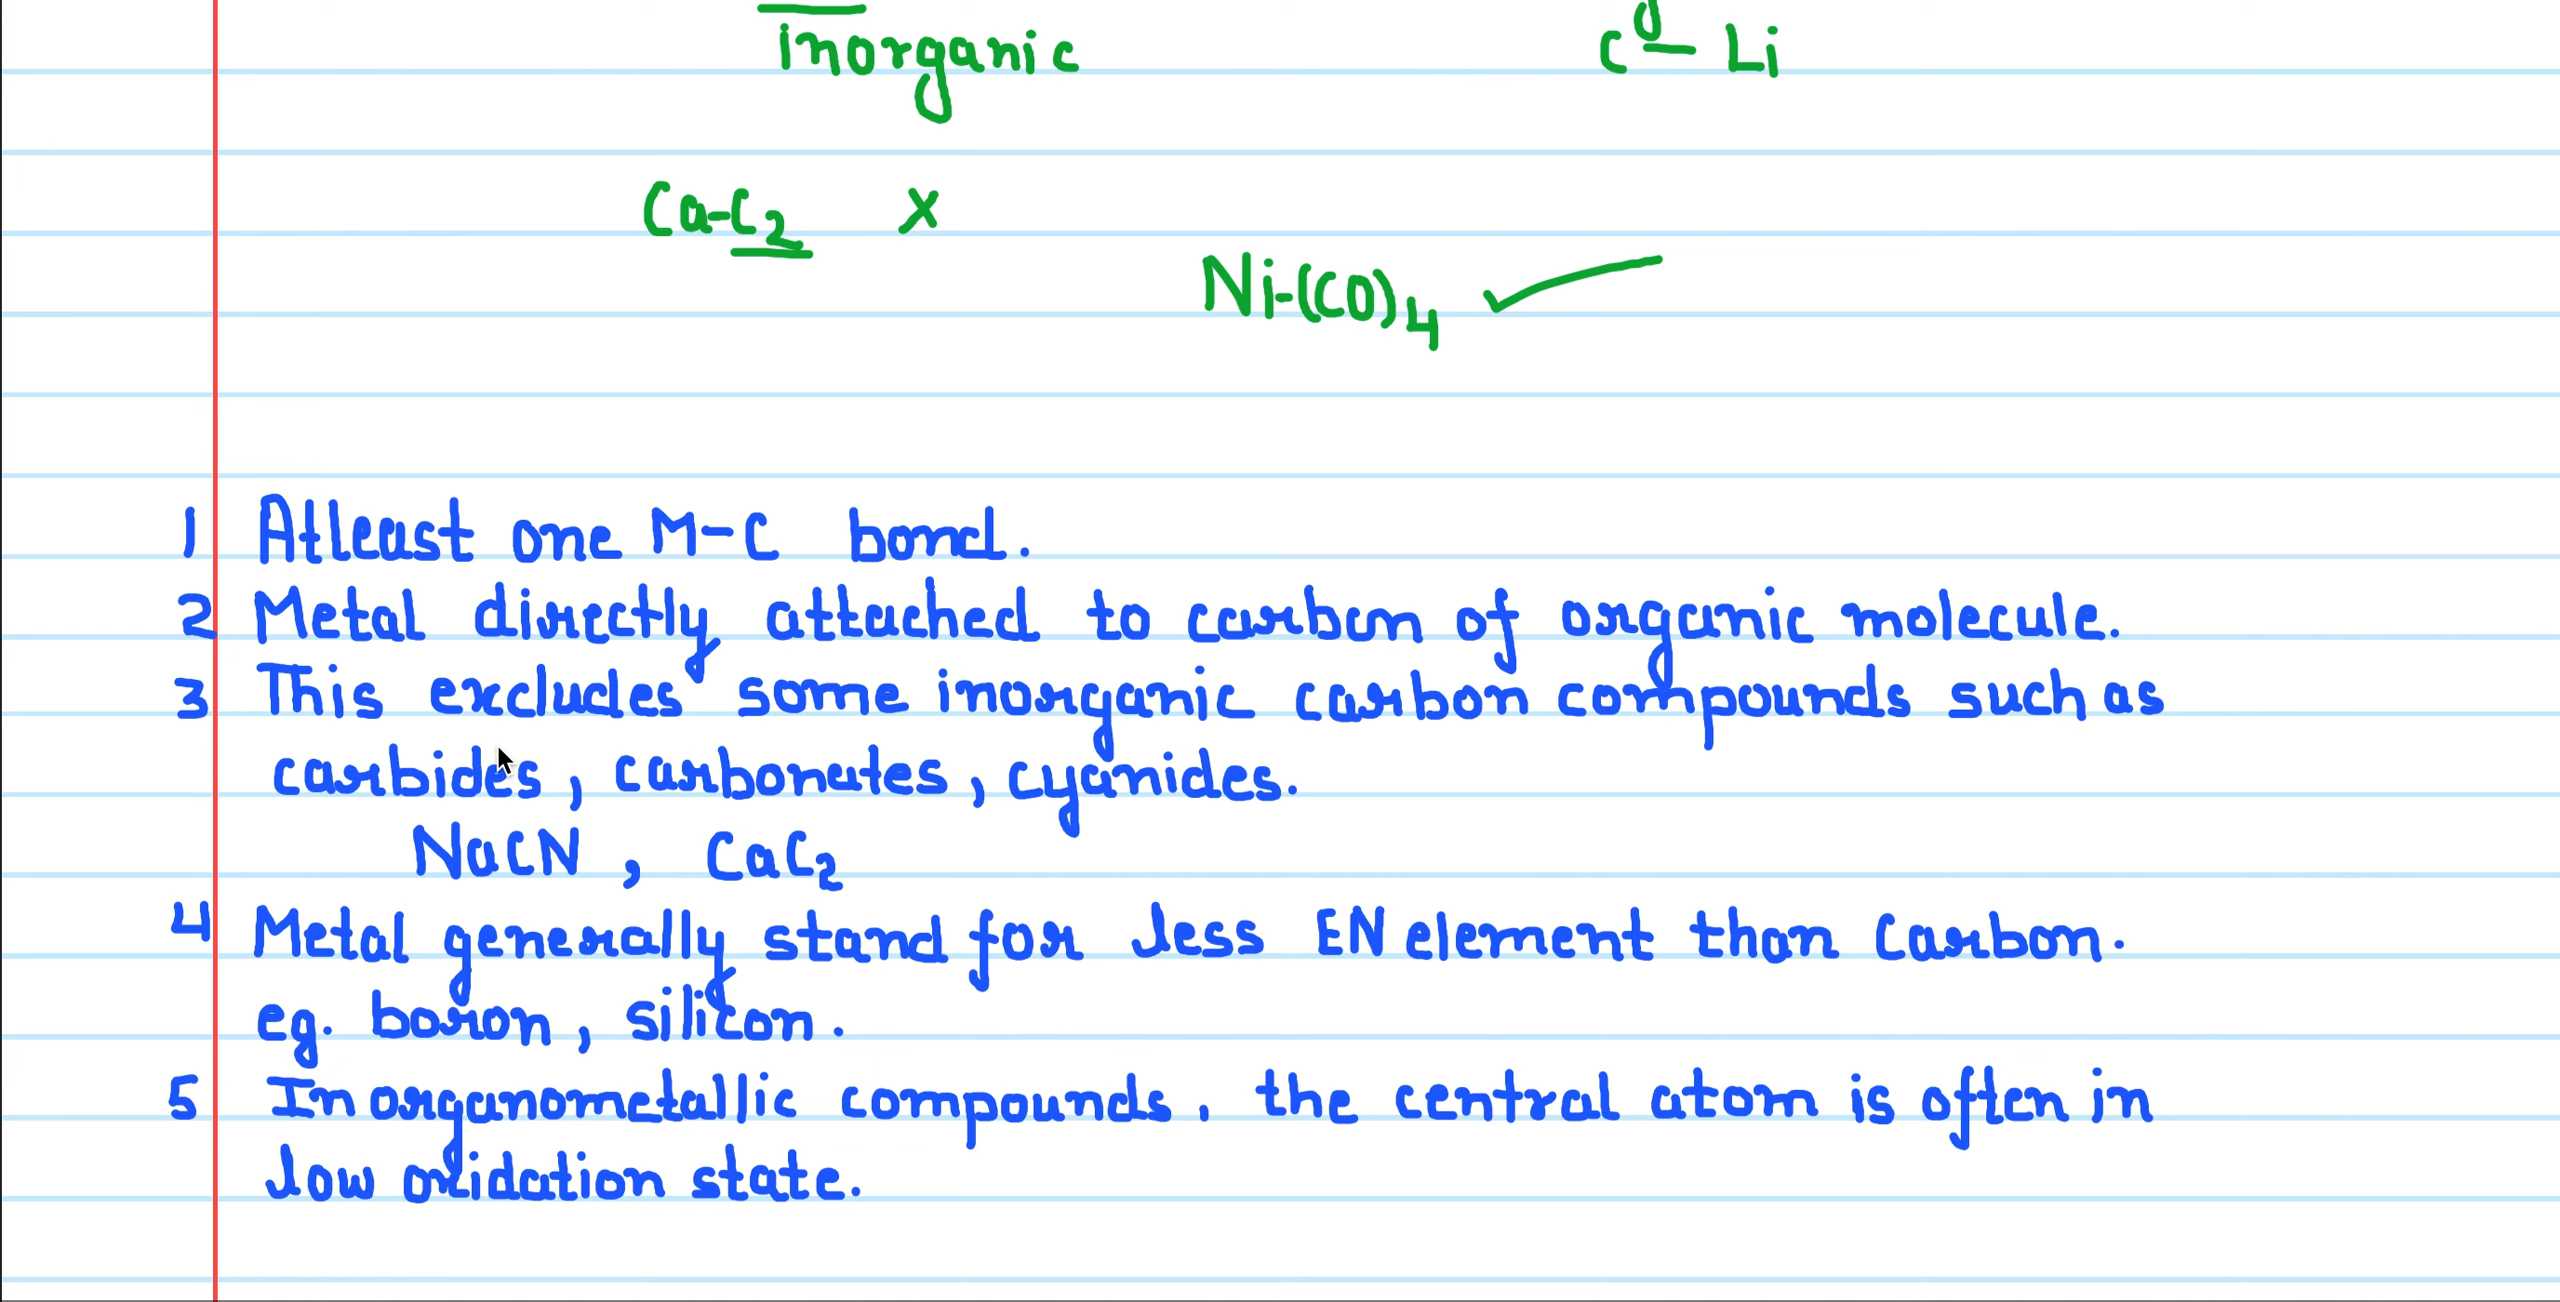 inorganic
C - Li
Ca-C₂ x
Ni-(CO)₄ ✓
1 Atleast one M-C bond.
2 Metal directly attached to carbon of organic molecule.
3 This excludes some inorganic carbon compounds such as
carbides, carbonates, cyanides.
NaCN , CaC₂
4 Metal generally stand for less EN element than Carbon.
eg. boron, silicon.
5 In organometallic compounds. the central atom is often in
low oxidation state.